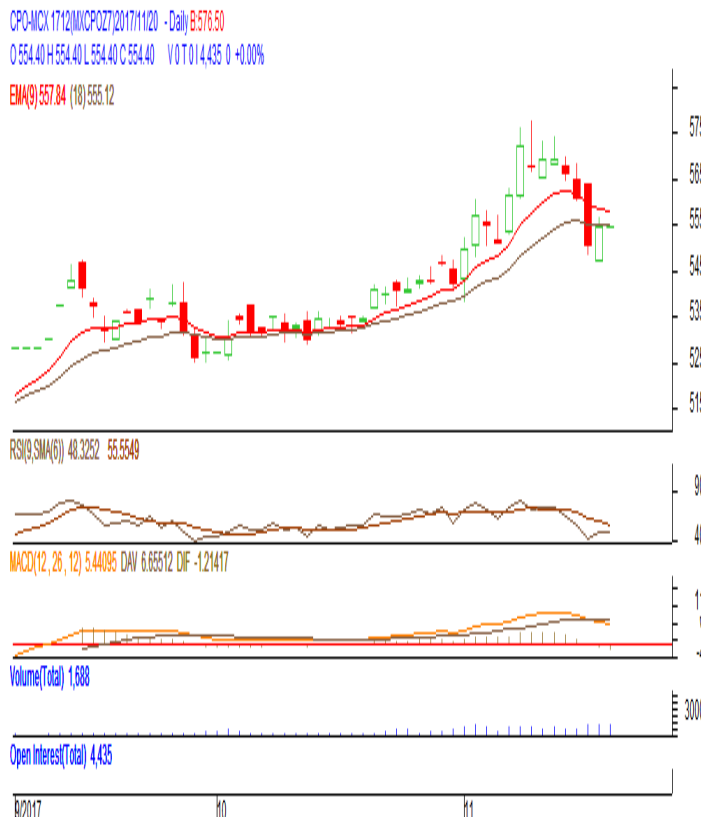 CPO-MCX 1712(MXCPOZ7)2017/11/20 - Daily B:576.50
O 554.40 H 554.40 L 554.40 C 554.40 V 0 T 0 I 4,435 0 +0.00%
EMA(9) 557.84 (18) 555.12
575
565
555
545
535
525
515
RSI(9,SMA(6)) 48.3252 55.5549
90
40
MACD(12 , 26 , 12) 5.44095 DAV 6.65512 DIF -1.21417
11
Volume(Total) 1,688
3000
Open Interest(Total) 4,435
9/2017 10 11